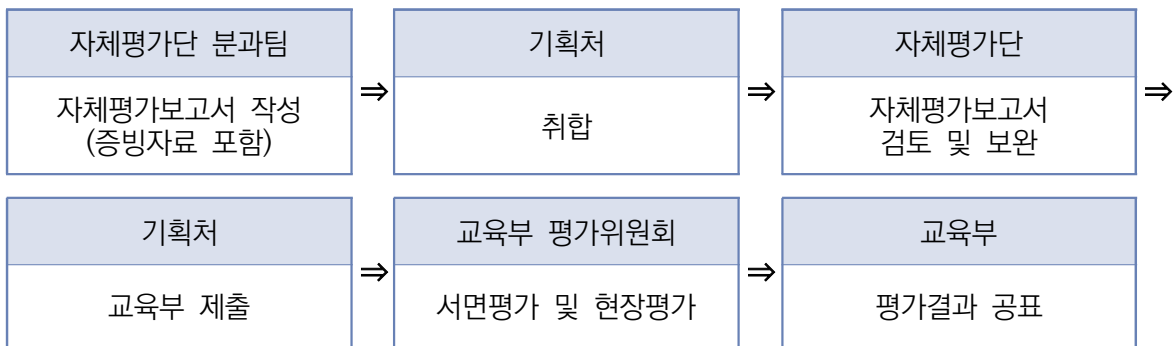 자체평가단 분과팀
자체평가보고서 작성
(증빙자료 포함)
⇒
기획처
취합
⇒
자체평가단
자체평가보고서
검토 및 보완
⇒
기획처
교육부 제출
⇒
교육부 평가위원회
서면평가 및 현장평가
⇒
교육부
평가결과 공표